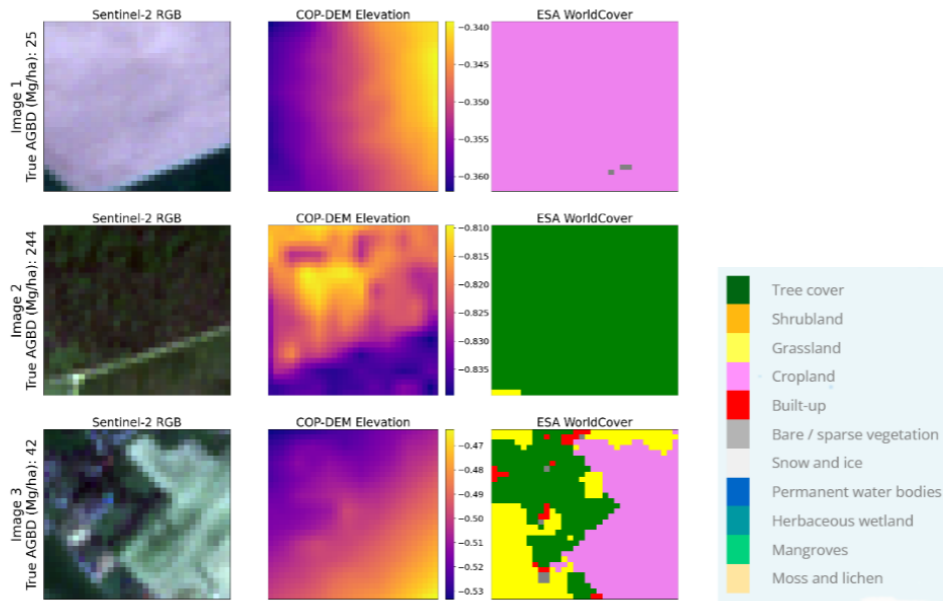 Sentinel-2 RGB
COP-DEM Elevation
ESA WorldCover
Image 1
True AGBD (Mg/ha): 25
−0.340
−0.345
−0.350
−0.355
−0.360
Sentinel-2 RGB
COP-DEM Elevation
ESA WorldCover
Image 2
True AGBD (Mg/ha): 244
−0.810
−0.815
−0.820
−0.825
−0.830
−0.835
Sentinel-2 RGB
COP-DEM Elevation
ESA WorldCover
Image 3
True AGBD (Mg/ha): 42
−0.47
−0.48
−0.49
−0.50
−0.51
−0.52
−0.53
Tree cover
Shrubland
Grassland
Cropland
Built-up
Bare / sparse vegetation
Snow and ice
Permanent water bodies
Herbaceous wetland
Mangroves
Moss and lichen